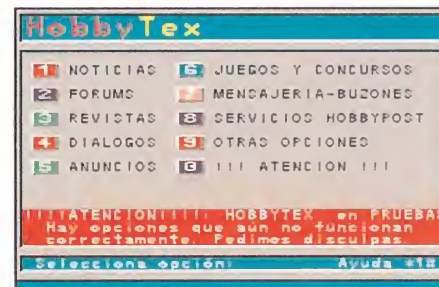 HobbyTex
1 NOTICIAS 6 JUEGOS Y CONCURSOS
2 FORUMS 7 MENSAJERIA-BUZONES
3 REVISTAS 8 SERVICIOS HOBBYPOST
4 DIALOGOS 9 OTRAS OPCIONES
5 ANUNCIOS 0 !!! ATENCION !!!
!!!!ATENCION!!!! HOBBYTEX en PRUEBAS
Hay opciones que aún no funcionan
correctamente. Pedimos disculpas.
Selecciona opción: Ayuda *1#